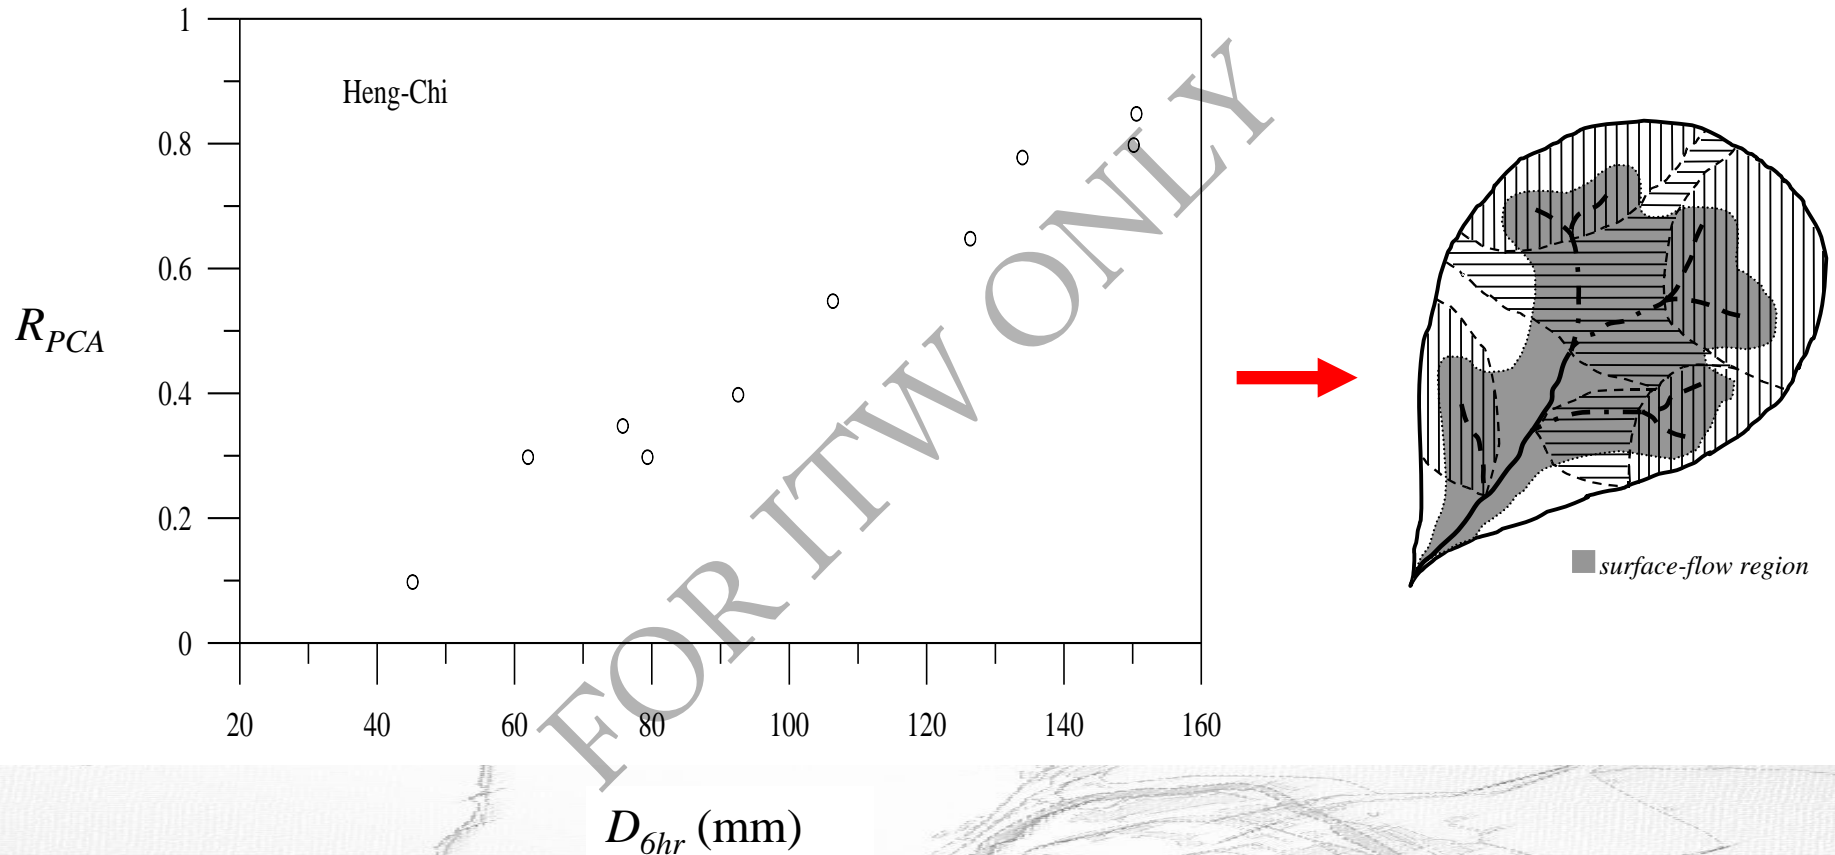 1
0.8
0.6
0.4
0.2
0
Heng-Chi
R_PCA
20 40 60 80 100 120 140 160
D_6hr (mm)
surface-flow region
FOR ITW ONLY